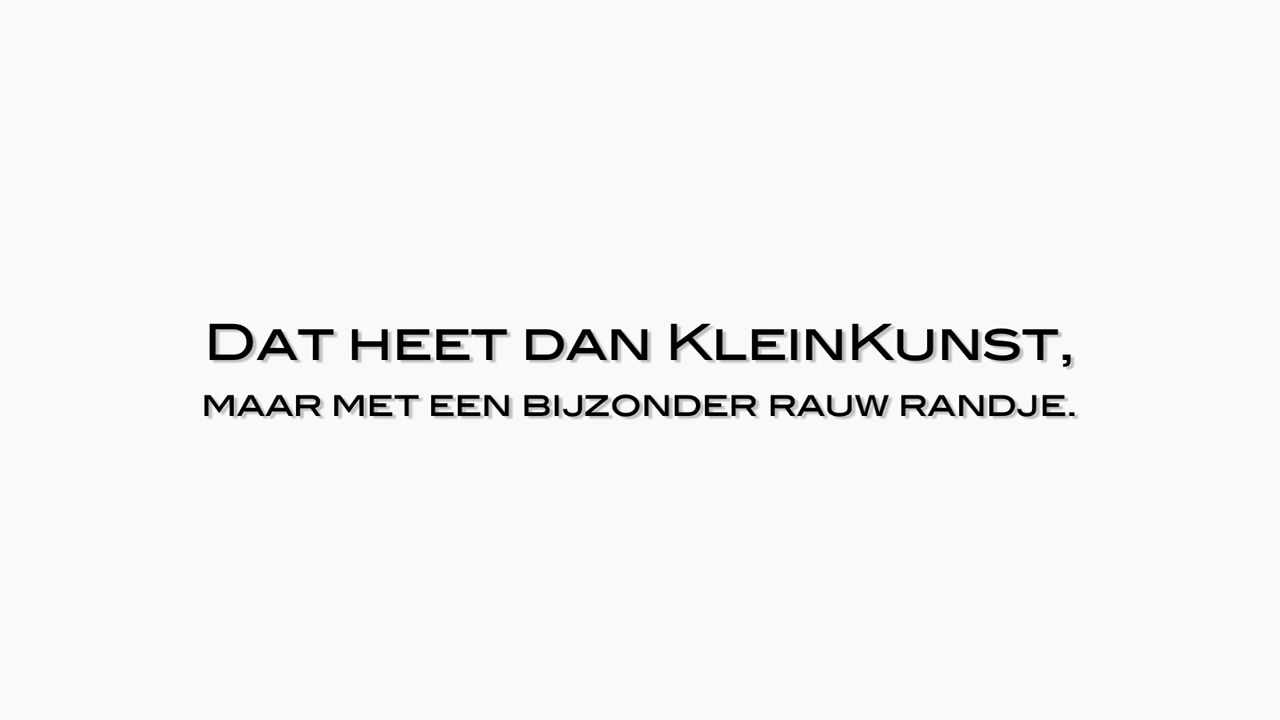 Dat heet dan KleinKunst,
maar met een bijzonder rauw randje.